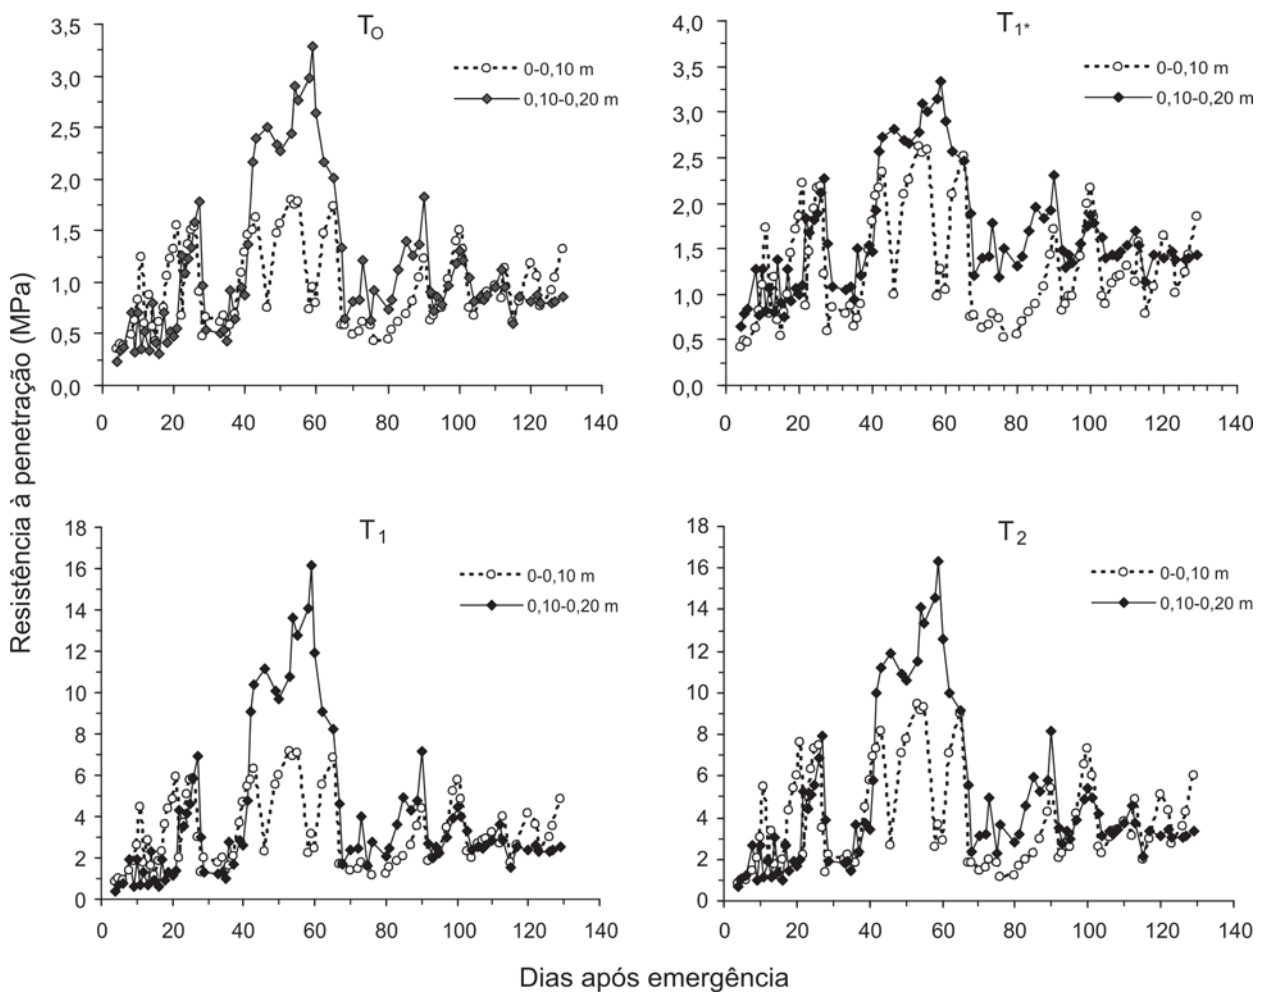 T_O
3,5
3,0
2,5
2,0
1,5
1,0
0,5
0,0
0-0,10 m
0,10-0,20 m
0 20 40 60 80 100 120 140
T_1*
4,0
3,5
3,0
2,5
2,0
1,5
1,0
0,5
0,0
0-0,10 m
0,10-0,20 m
0 20 40 60 80 100 120 140
Resistência à penetração (MPa)
T_1
18
16
14
12
10
8
6
4
2
0
0-0,10 m
0,10-0,20 m
0 20 40 60 80 100 120 140
T_2
18
16
14
12
10
8
6
4
2
0
0-0,10 m
0,10-0,20 m
0 20 40 60 80 100 120 140
Dias após emergência